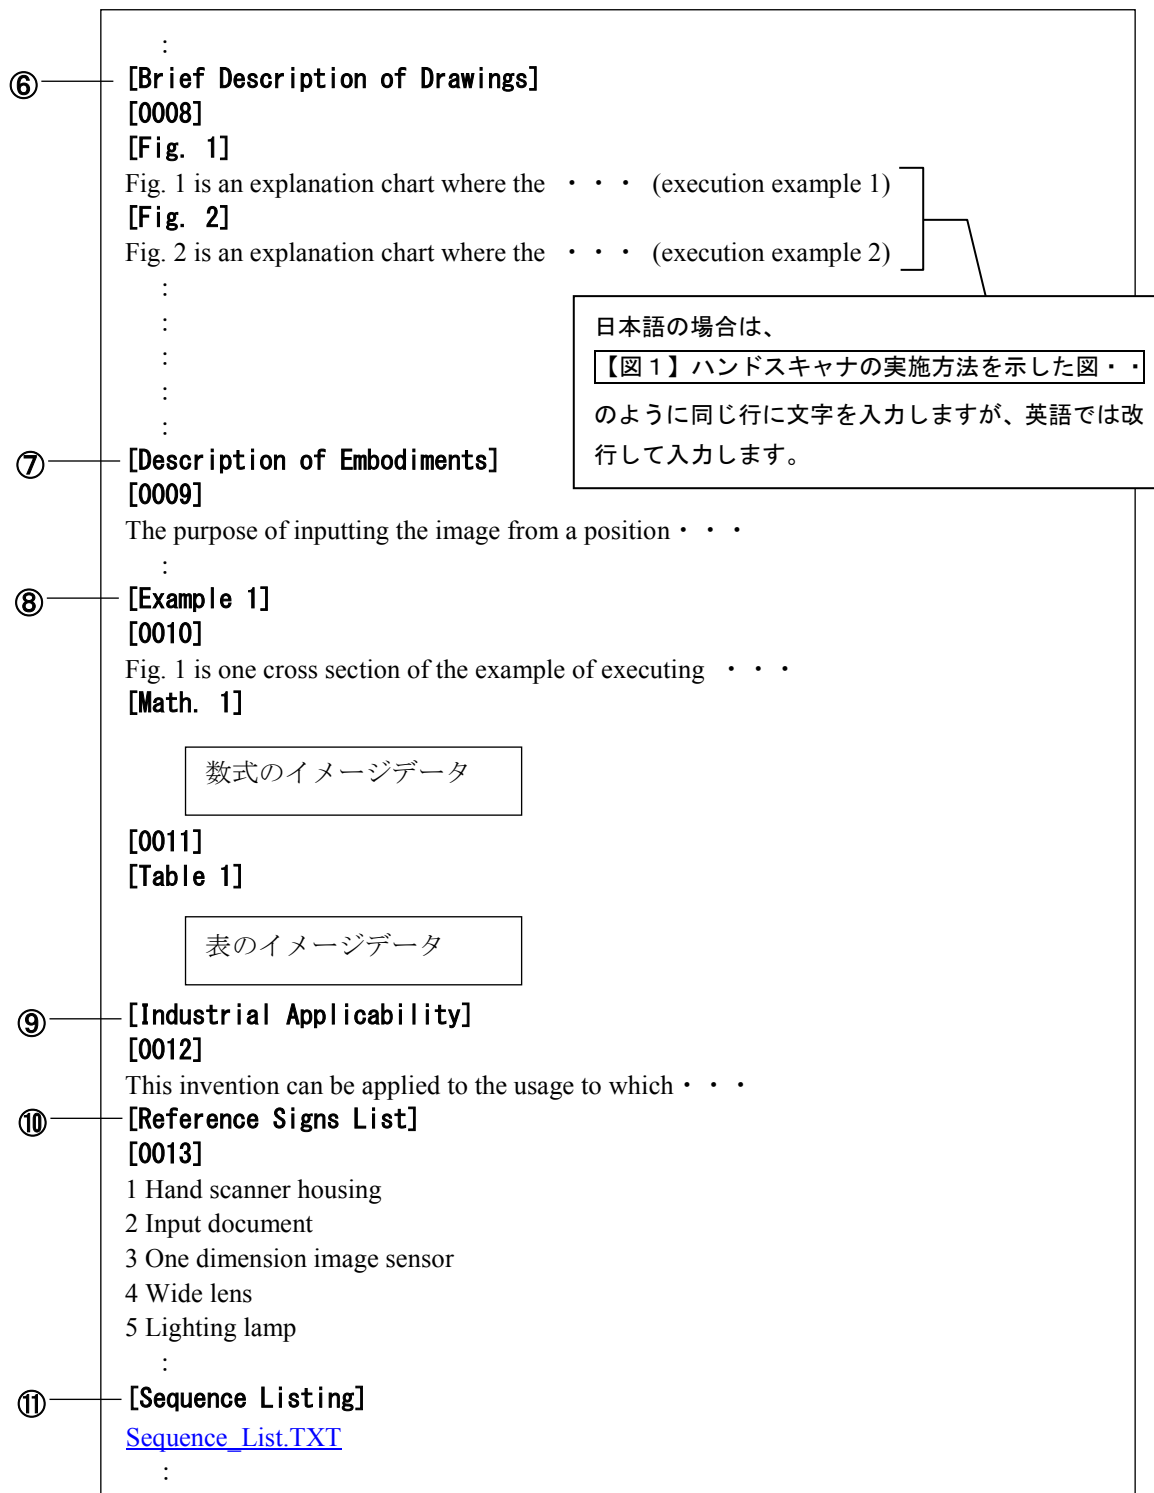 :
⑥ [Brief Description of Drawings]
[0008]
[Fig. 1]
Fig. 1 is an explanation chart where the ・・・ (execution example 1)
[Fig. 2]
Fig. 2 is an explanation chart where the ・・・ (execution example 2)
:
:
:
:
:
日本語の場合は、
【図１】ハンドスキャナの実施方法を示した図・・
のように同じ行に文字を入力しますが、英語では改
行して入力します。
⑦ [Description of Embodiments]
[0009]
The purpose of inputting the image from a position・・・
:
⑧ [Example 1]
[0010]
Fig. 1 is one cross section of the example of executing ・・・
[Math. 1]
数式のイメージデータ
[0011]
[Table 1]
表のイメージデータ
⑨ [Industrial Applicability]
[0012]
This invention can be applied to the usage to which・・・
⑩ [Reference Signs List]
[0013]
1 Hand scanner housing
2 Input document
3 One dimension image sensor
4 Wide lens
5 Lighting lamp
:
⑪ [Sequence Listing]
Sequence_List.TXT
: